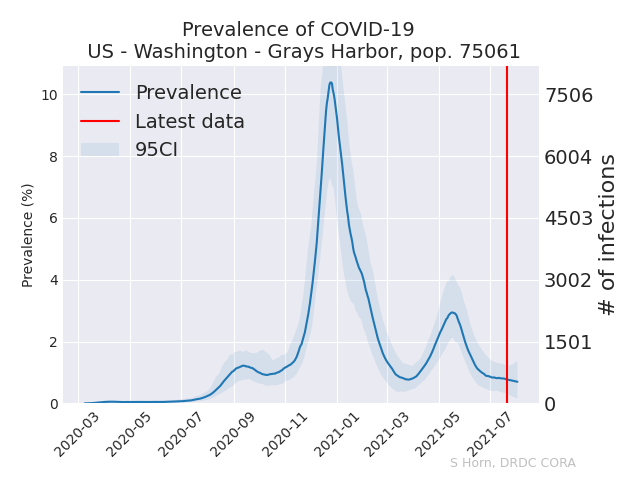 Prevalence of COVID-19
US - Washington - Grays Harbor, pop. 75061
Prevalence
Latest data
95CI
Prevalence (%)
10
8
6
4
2
0
7506
6004
4503
3002
1501
0
# of infections
2020-03
2020-05
2020-07
2020-09
2020-11
2021-01
2021-03
2021-05
2021-07
S Horn, DRDC CORA